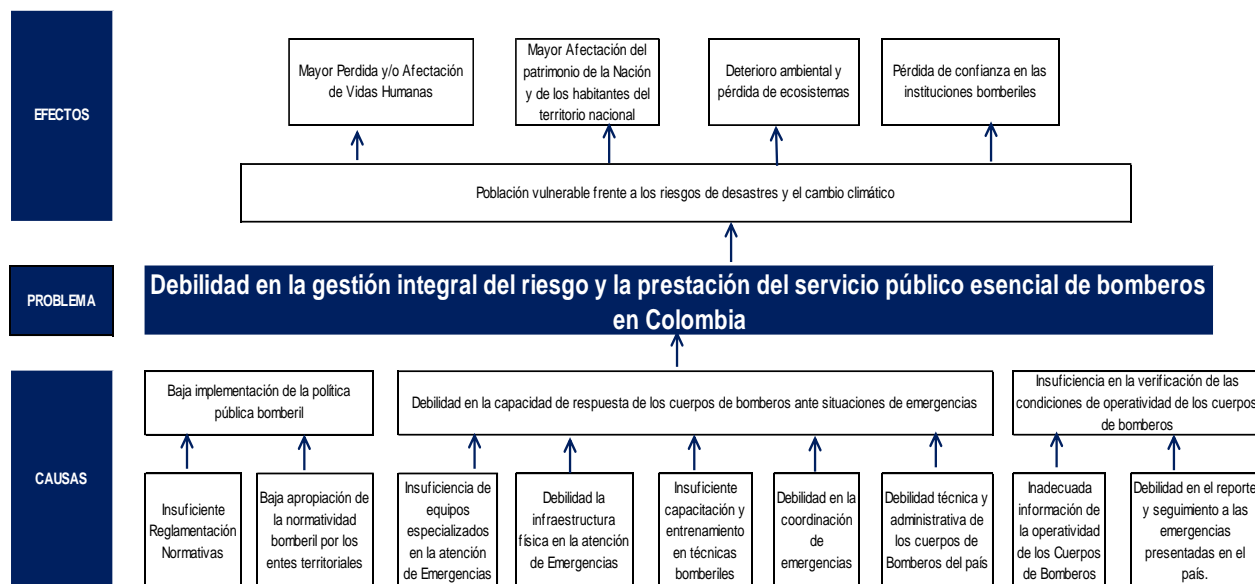 EFECTOS
Mayor Perdida y/o Afectación
de Vidas Humanas
Mayor Afectación del
patrimonio de la Nación
y de los habitantes del
territorio nacional
Deterioro ambiental y
pérdida de ecosistemas
Pérdida de confianza en las
instituciones bomberiles
Población vulnerable frente a los riesgos de desastres y el cambio climático
PROBLEMA
Debilidad en la gestión integral del riesgo y la prestación del servicio público esencial de bomberos
en Colombia
CAUSAS
Baja implementación de la política
pública bomberil
Debilidad en la capacidad de respuesta de los cuerpos de bomberos ante situaciones de emergencias
Insuficiencia en la verificación de las
condiciones de operatividad de los cuerpos
de bomberos
Insuficiente
Reglamentación
Normativas
Baja apropiación de
la normatividad
bomberil por los
entes territoriales
Insuficiencia de
equipos
especializados
en la atención
de Emergencias
Debilidad la
infraestructura
física en la atención
de Emergencias
Insuficiente
capacitación y
entrenamiento
en técnicas
bomberiles
Debilidad en la
coordinación
de
emergencias
Debilidad técnica y
administrativa de
los cuerpos de
Bomberos del país
Inadecuada
información de
la operatividad
de los Cuerpos
de Bomberos
Debilidad en el reporte
y seguimiento a las
emergencias
presentadas en el
país.